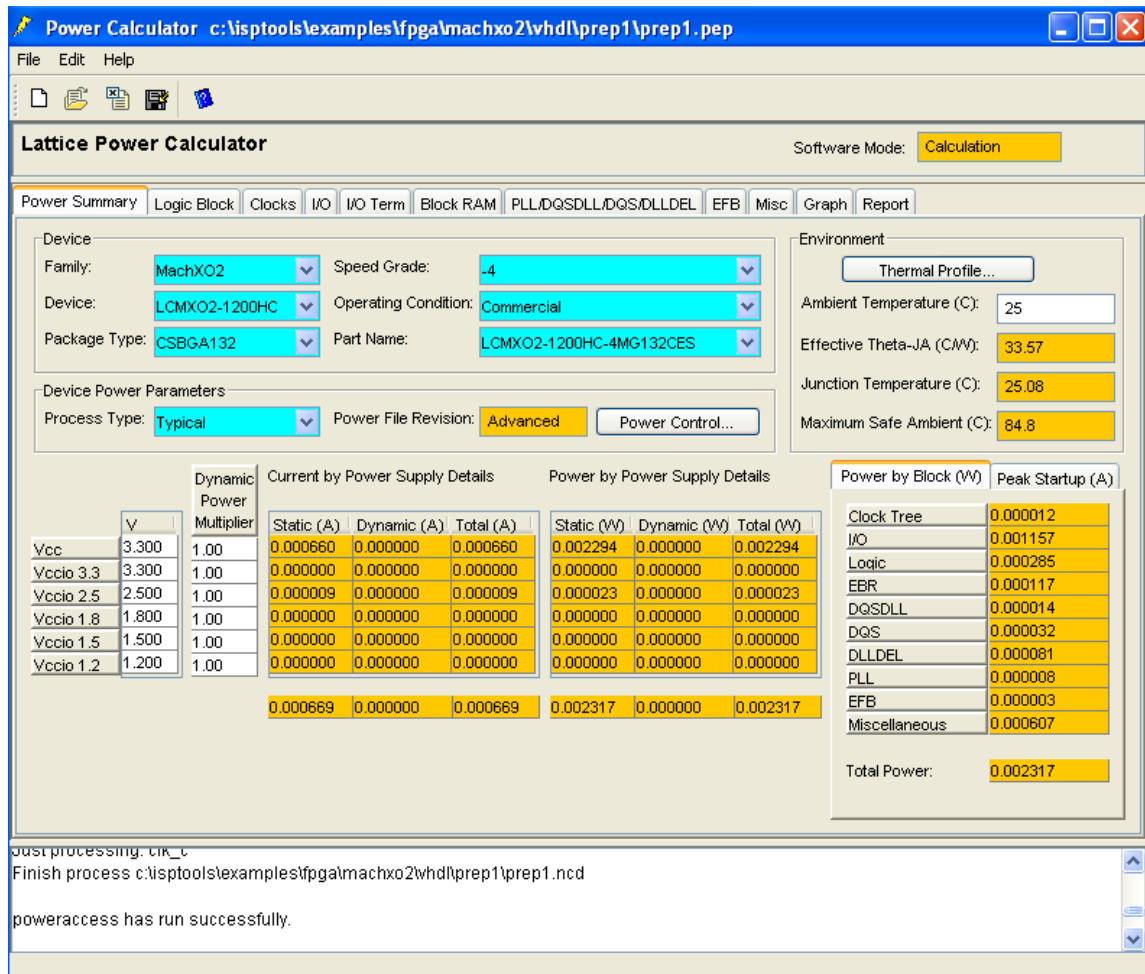 Power Calculator c:\isptools\examples\fpga\machxo2\vhdl\prep1\prep1.pep
File Edit Help
Lattice Power Calculator
Software Mode: Calculation
Power Summary Logic Block Clocks I/O I/O Term Block RAM PLL/DQSDLL/DQS/DLLDEL EFB Misc Graph Report
Device
Family: MachXO2 Speed Grade: -4
Device: LCMXO2-1200HC Operating Condition: Commercial
Package Type: CSBGA132 Part Name: LCMXO2-1200HC-4MG132CES
Device Power Parameters
Process Type: Typical Power File Revision: Advanced Power Control...
Environment
Thermal Profile...
Ambient Temperature (C): 25
Effective Theta-JA (C/W): 33.57
Junction Temperature (C): 25.08
Maximum Safe Ambient (C): 84.8
Dynamic Power Multiplier
Current by Power Supply Details Power by Power Supply Details
V Static (A) Dynamic (A) Total (A) Static (W) Dynamic (W) Total (W)
Vcc 3.300 1.00 0.000660 0.000000 0.000660 0.002294 0.000000 0.002294
Vccio 3.3 3.300 1.00 0.000000 0.000000 0.000000 0.000000 0.000000 0.000000
Vccio 2.5 2.500 1.00 0.000009 0.000000 0.000009 0.000023 0.000000 0.000023
Vccio 1.8 1.800 1.00 0.000000 0.000000 0.000000 0.000000 0.000000 0.000000
Vccio 1.5 1.500 1.00 0.000000 0.000000 0.000000 0.000000 0.000000 0.000000
Vccio 1.2 1.200 1.00 0.000000 0.000000 0.000000 0.000000 0.000000 0.000000
0.000669 0.000000 0.000669 0.002317 0.000000 0.002317
Power by Block (W) Peak Startup (A)
Clock Tree 0.000012
I/O 0.001157
Logic 0.000285
EBR 0.000117
DQSDLL 0.000014
DQS 0.000032
DLLDEL 0.000081
PLL 0.000008
EFB 0.000003
Miscellaneous 0.000607
Total Power: 0.002317
Just processing: clk_c
Finish process c:\isptools\examples\fpga\machxo2\vhdl\prep1\prep1.ncd
poweraccess has run successfully.